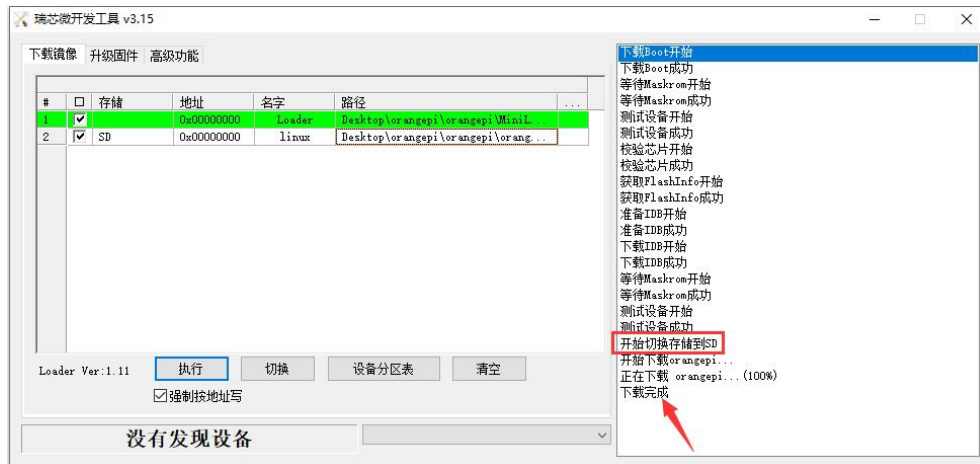 瑞芯微开发工具 v3.15
下载镜像 升级固件 高级功能
# 存储 地址 名字 路径 ...
1 0x00000000 Loader Desktop\orangepi\orangepi\MiniL...
2 SD 0x00000000 linux Desktop\orangepi\orangepi\orang...
Loader Ver:1.11 执行 切换 设备分区表 清空
强制按地址写
没有发现设备
下载Boot开始
下载Boot成功
等待Maskrom开始
等待Maskrom成功
测试设备开始
测试设备成功
校验芯片开始
校验芯片成功
获取FlashInfo开始
获取FlashInfo成功
准备IDB开始
准备IDB成功
下载IDB开始
下载IDB成功
等待Maskrom开始
等待Maskrom成功
测试设备开始
测试设备成功
开始切换存储到SD
开始下载orangepi...
正在下载 orangepi...(100%)
下载完成